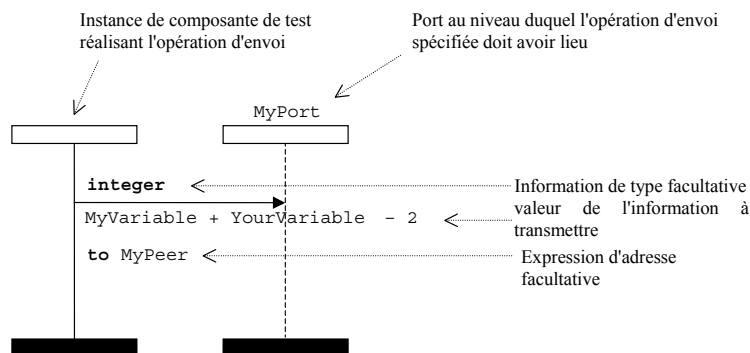 Instance de composante de test
réalisant l'opération d'envoi
Port au niveau duquel l'opération d'envoi
spécifiée doit avoir lieu
MyPort
integer
Information de type facultative
valeur de l'information à
transmettre
MyVariable + YourVariable - 2
to MyPeer
Expression d'adresse
facultative